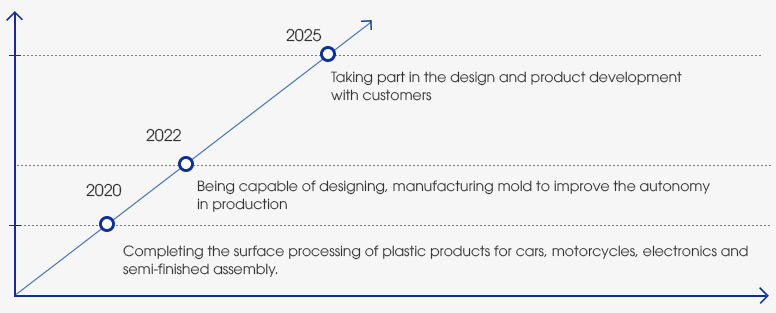 2025
Taking part in the design and product development
with customers
2022
Being capable of designing, manufacturing mold to improve the autonomy
in production
2020
Completing the surface processing of plastic products for cars, motorcycles, electronics and
semi-finished assembly.